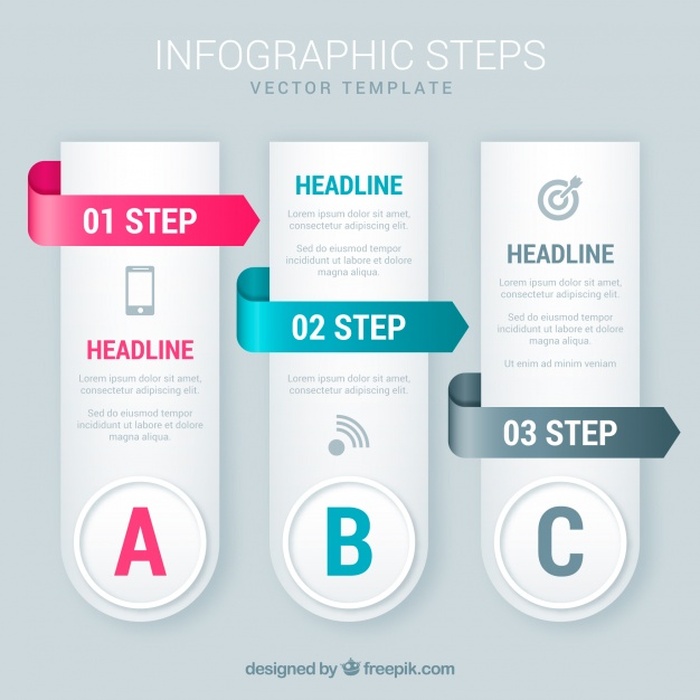 INFOGRAPHIC STEPS
VECTOR TEMPLATE
01 STEP
HEADLINE
Lorem ipsum dolor sit amet,
consectetur adipiscing elit.
Sed do eiusmod tempor
incididunt ut labore et dolore
magna aliqua.
A
HEADLINE
Lorem ipsum dolor sit amet,
consectetur adipiscing elit.
Sed do eiusmod tempor
incididunt ut labore et dolore
magna aliqua.
02 STEP
Lorem ipsum dolor sit amet,
consectetur adipiscing elit.
B
HEADLINE
Lorem ipsum dolor sit amet,
consectetur adipiscing elit.
Sed do eiusmod tempor
incididunt ut labore et dolore
magna aliqua.
Ut enim ad minim veniam
03 STEP
C
designed by freepik.com